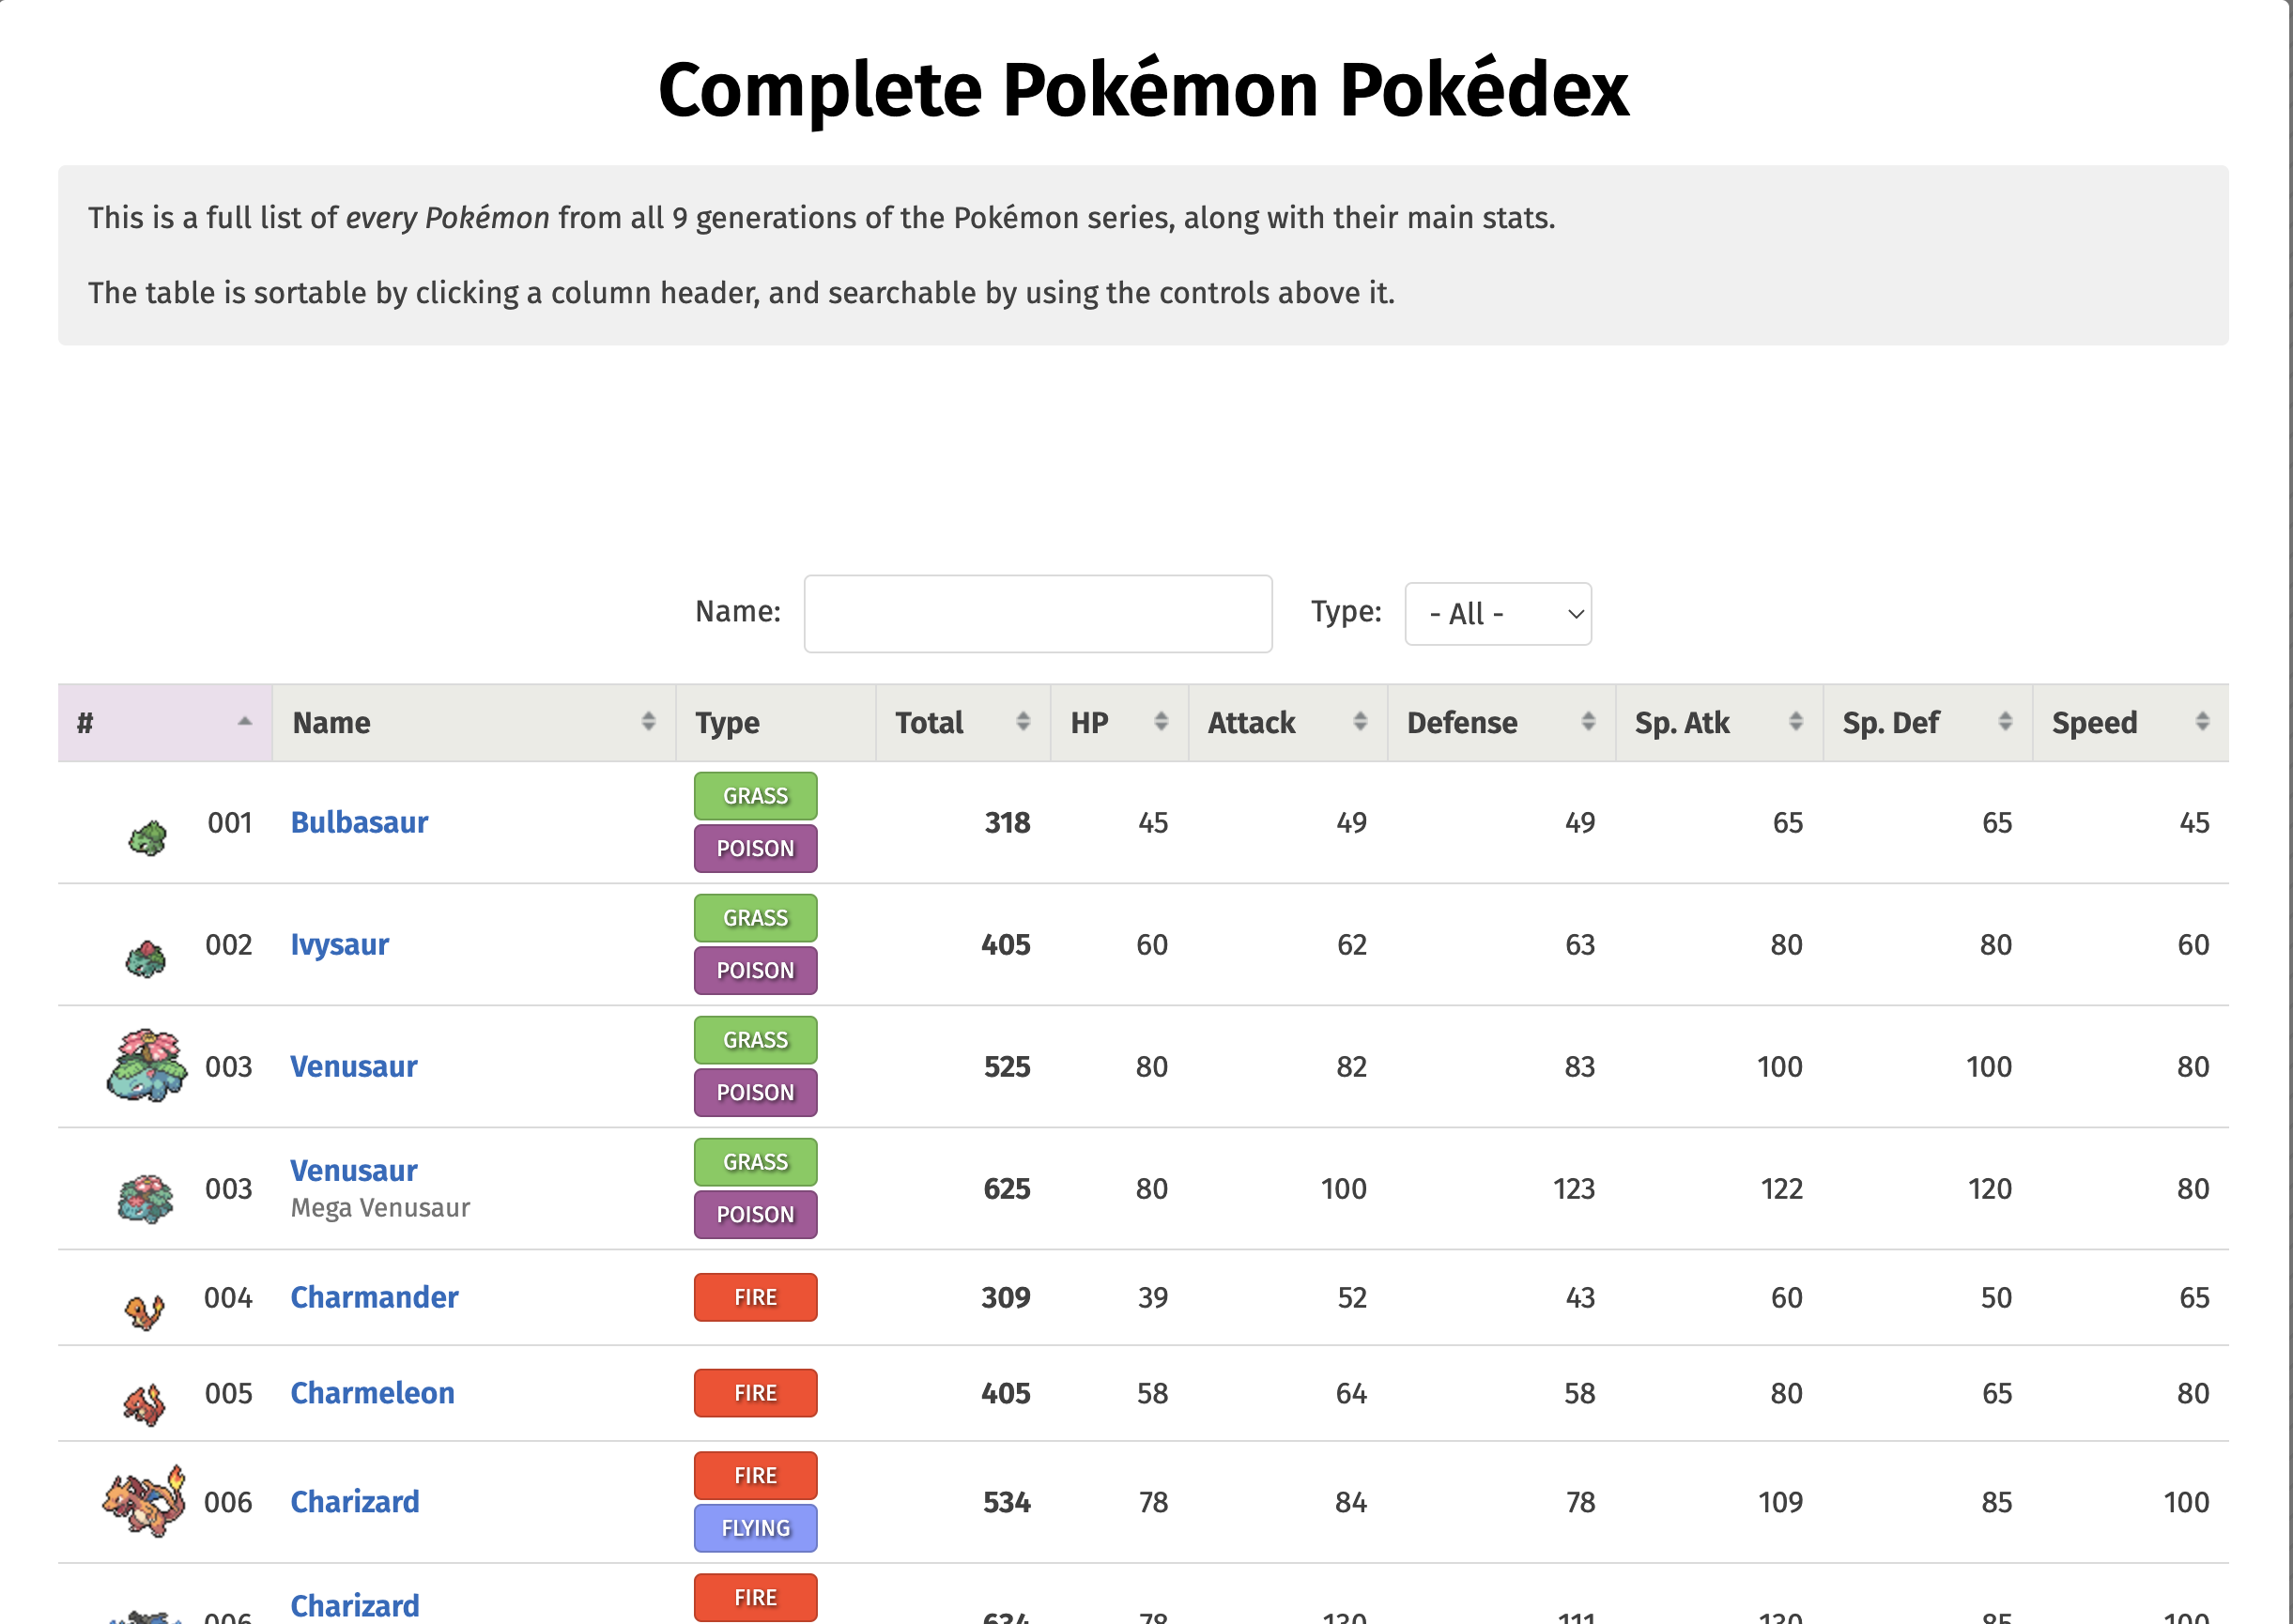 Complete Pokémon Pokédex
This is a full list of every Pokémon from all 9 generations of the Pokémon series, along with their main stats.
The table is sortable by clicking a column header, and searchable by using the controls above it.
Name: Type: - All -
# Name Type Total HP Attack Defense Sp. Atk Sp. Def Speed
001 Bulbasaur GRASS POISON 318 45 49 49 65 65 45
002 Ivysaur GRASS POISON 405 60 62 63 80 80 60
003 Venusaur GRASS POISON 525 80 82 83 100 100 80
003 Venusaur Mega Venusaur GRASS POISON 625 80 100 123 122 120 80
004 Charmander FIRE 309 39 52 43 60 50 65
005 Charmeleon FIRE 405 58 64 58 80 65 80
006 Charizard FIRE FLYING 534 78 84 78 109 85 100
006 Charizard FIRE 634 78 130 111 130 85 100